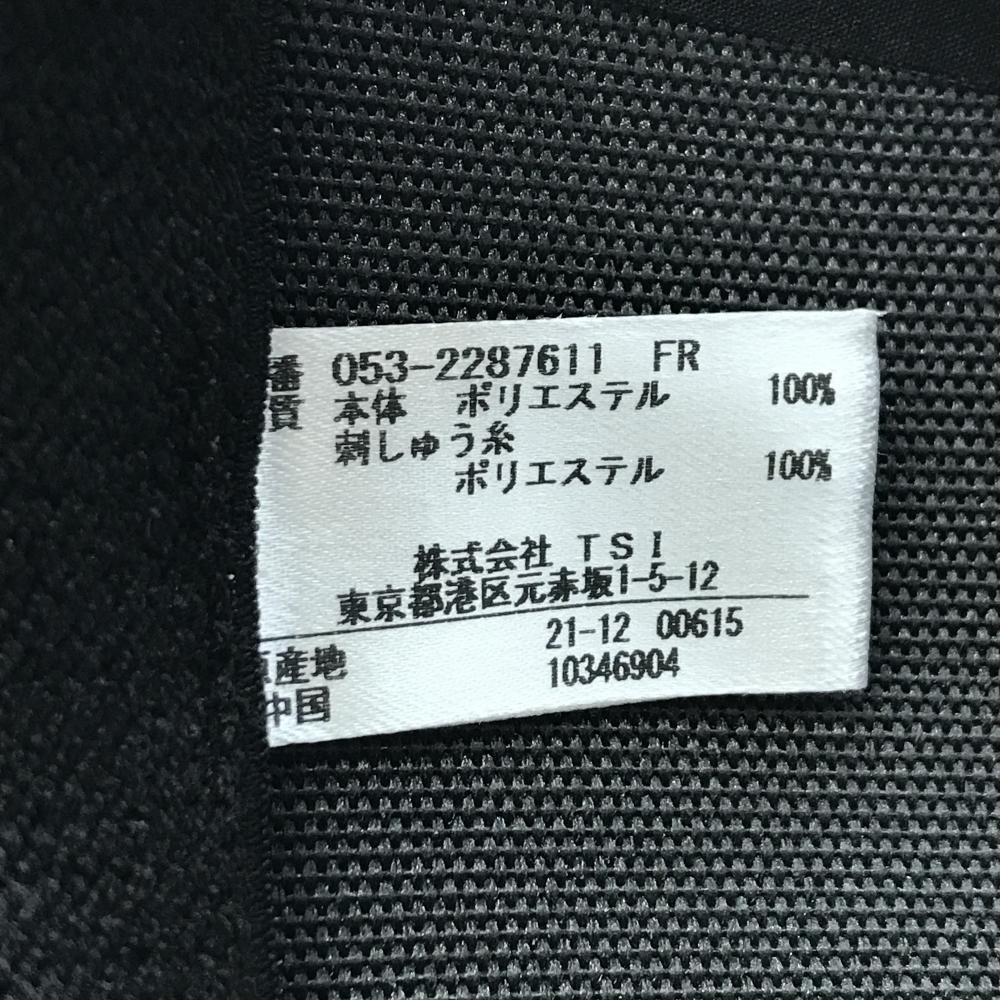 番 053-2287611 FR
質 本体 ポリエステル 100%
刺しゅう糸
ポリエステル 100%
株式会社 TSI
東京都港区元赤坂1-5-12
21-12 00615
原産地 10346904
中国